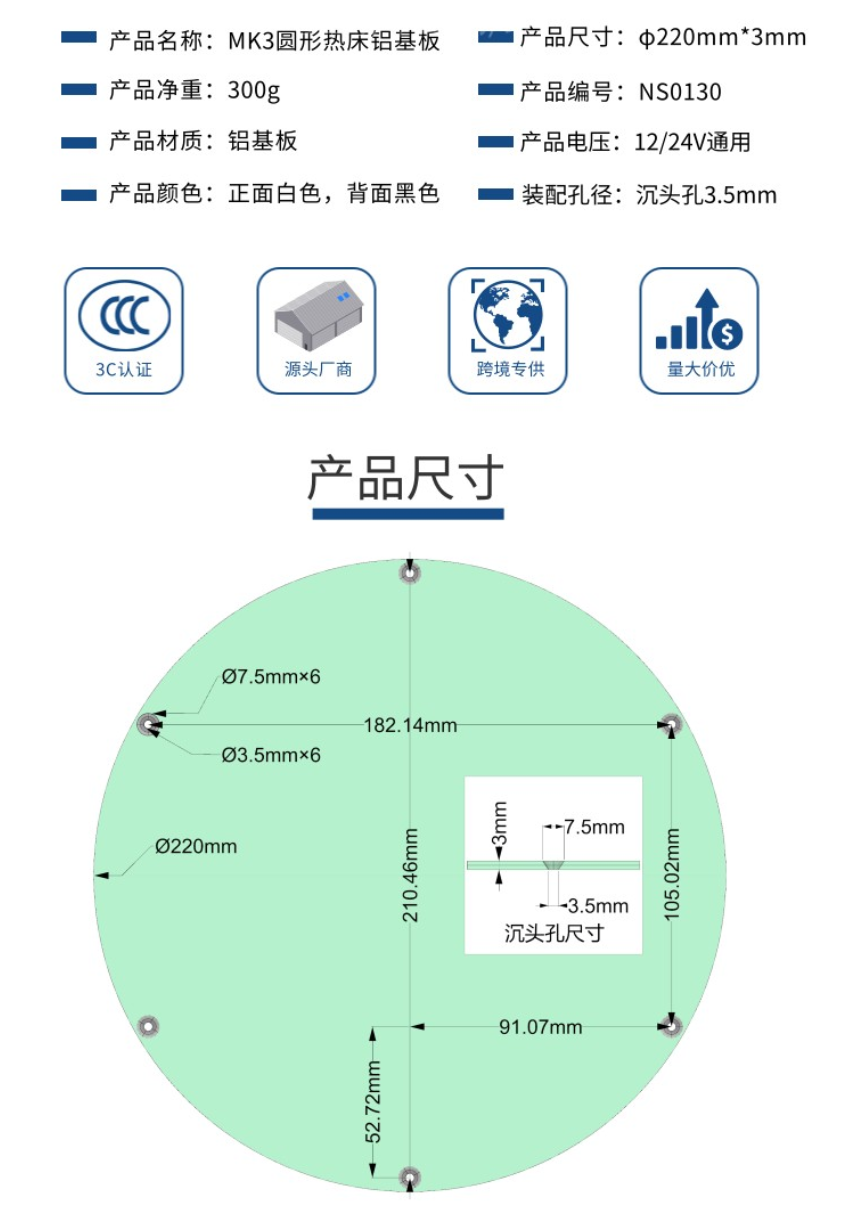 产品名称：MK3圆形热床铝基板
产品尺寸：φ220mm*3mm
产品净重：300g
产品编号：NS0130
产品材质：铝基板
产品电压：12/24V通用
产品颜色：正面白色，背面黑色
装配孔径：沉头孔3.5mm
3C认证
源头厂商
跨境专供
量大价优
产品尺寸
Ø7.5mm×6
182.14mm
Ø3.5mm×6
3mm
7.5mm
Ø220mm
210.46mm
105.02mm
3.5mm
沉头孔尺寸
91.07mm
52.72mm